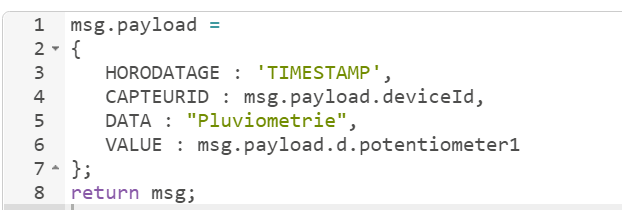 1 msg.payload =
2 {
3 HORODATAGE : 'TIMESTAMP',
4 CAPTEURID : msg.payload.deviceId,
5 DATA : "Pluviometrie",
6 VALUE : msg.payload.d.potentiometer1
7 };
8 return msg;